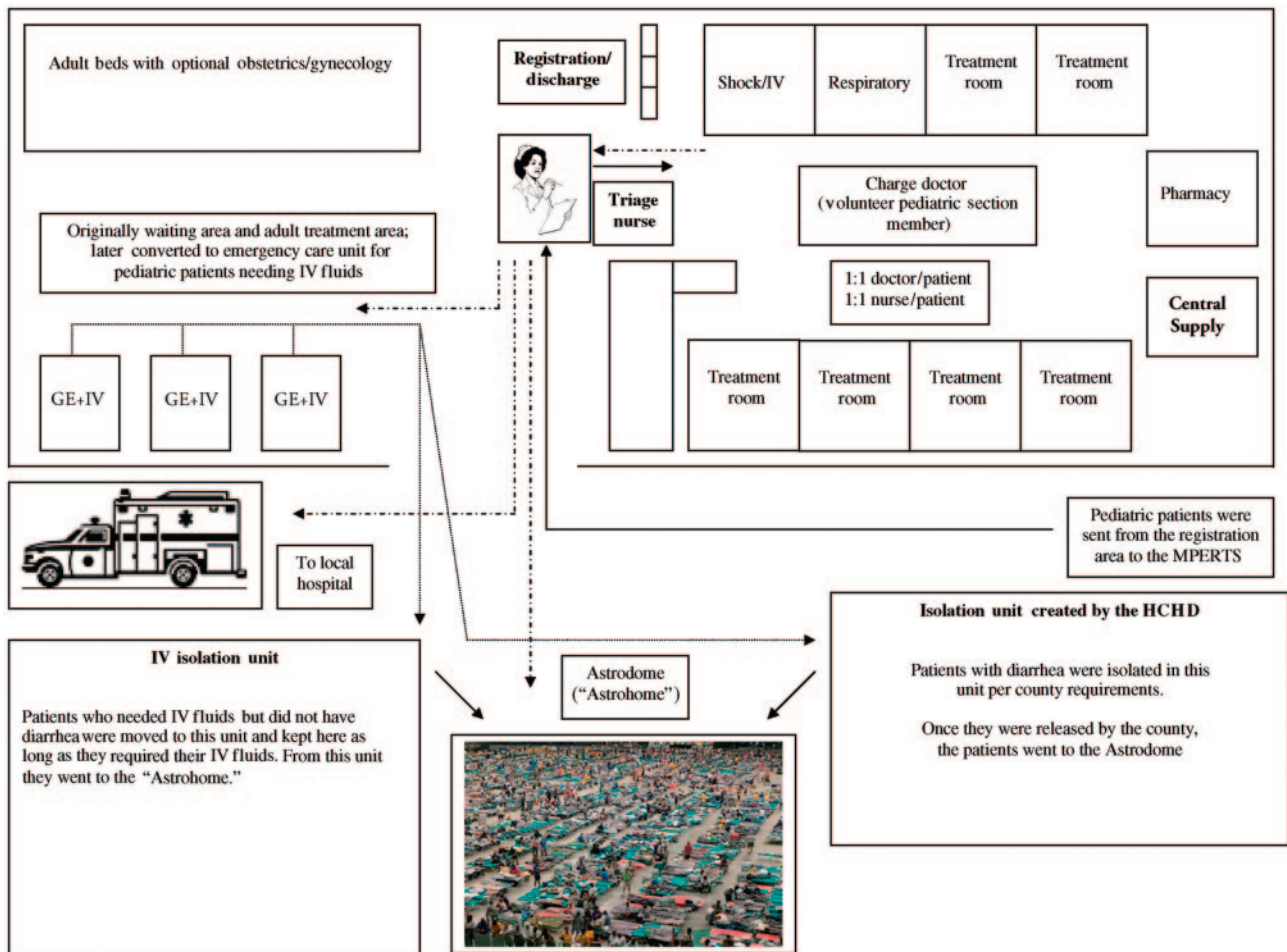 Adult beds with optional obstetrics/gynecology
Registration/
discharge
Shock/IV
Respiratory
Treatment
room
Treatment
room
Triage
nurse
Charge doctor
(volunteer pediatric section
member)
Pharmacy
Originally waiting area and adult treatment area;
later converted to emergency care unit for
pediatric patients needing IV fluids
1:1 doctor/patient
1:1 nurse/patient
Central
Supply
GE+IV
GE+IV
GE+IV
Treatment
room
Treatment
room
Treatment
room
Treatment
room
To local
hospital
Pediatric patients were
sent from the registration
area to the MPERTS
IV isolation unit
Patients who needed IV fluids but did not have
diarrhea were moved to this unit and kept here as
long as they required their IV fluids. From this unit
they went to the “Astrohome.”
Astrodome
(“Astrohome”)
Isolation unit created by the HCHD
Patients with diarrhea were isolated in this
unit per county requirements.
Once they were released by the county,
the patients went to the Astrodome